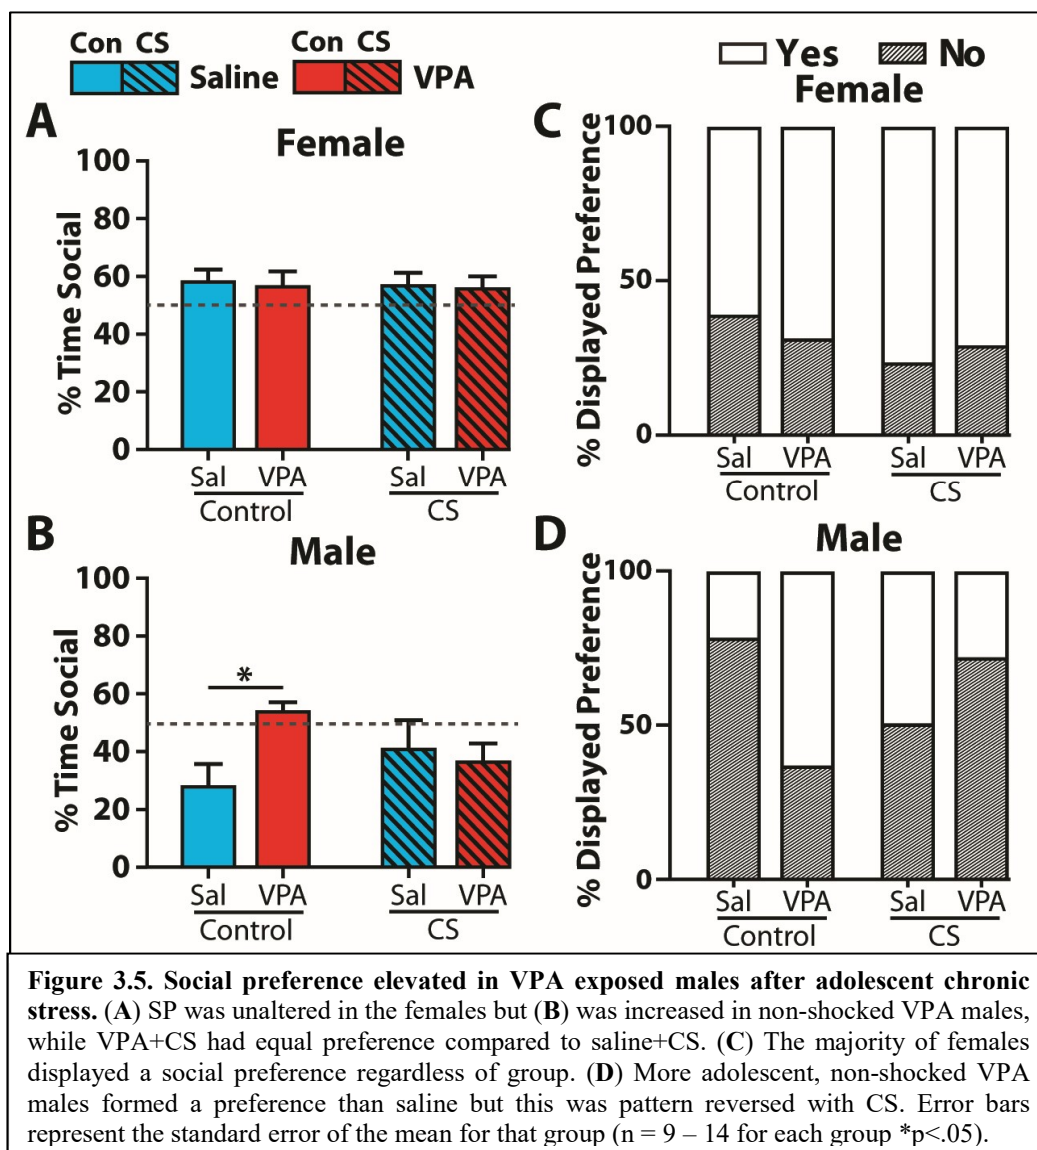 Con CS Saline Con CS VPA
Yes No
A Female
100
80
60
40
20
0
% Time Social
Sal VPA Sal VPA
Control CS
C Female
100
50
0
% Displayed Preference
Sal VPA Sal VPA
Control CS
B Male
100
80
60
40
20
0
% Time Social
*
Sal VPA Sal VPA
Control CS
D Male
100
50
0
% Displayed Preference
Sal VPA Sal VPA
Control CS
Figure 3.5. Social preference elevated in VPA exposed males after adolescent chronic
stress. (A) SP was unaltered in the females but (B) was increased in non-shocked VPA males,
while VPA+CS had equal preference compared to saline+CS. (C) The majority of females
displayed a social preference regardless of group. (D) More adolescent, non-shocked VPA
males formed a preference than saline but this was pattern reversed with CS. Error bars
represent the standard error of the mean for that group (n = 9 – 14 for each group *p<.05).